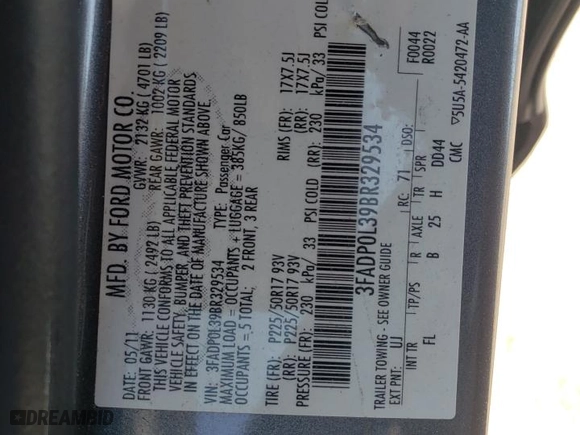 MFD. BY FORD MOTOR CO.
DATE: 05/11 GVWR: 2132 KG ( 4701 LB)
FRONT GAWR: 1130 KG ( 2492 LB) REAR GAWR: 1002 KG ( 2209 LB)
VEHICLE CONFORMS TO ALL APPLICABLE FEDERAL MOTOR
VEHICLE SAFETY, BUMPER, AND THEFT PREVENTION STANDARDS
IN EFFECT ON THE DATE OF MANUFACTURE SHOWN ABOVE
VIN: 3FADP0L39BR329534 TYPE: Passenger Car
MAXIMUM LOAD = OCCUPANTS + LUGGAGE = 385KG/ 850LB
OCCUPANTS = 5 TOTAL; 2 FRONT, 3 REAR
TIRE (FR): P225/50R17 93V RIMS (FR): 17X7.5J
(RR): P225/50R17 93V (RR): 17X7.5J
PRESSURE (FR): 230 kPa/ 33 PSI COLD (RR): 230 kPa/ 33 PSI COLD
3FADP0L39BR329534
TRAILER TOWING - SEE OWNER GUIDE
F0044
R0022
EXT PNT: UJ RC: 71 DSO:
INT TR TP/PS R AXLE TR SPR
FL B 25 H DD44
CMC ▽5U5A-5420472-AA
DREAMBID